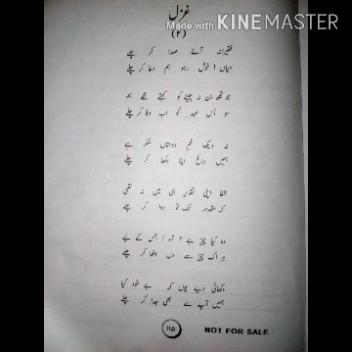 Made with KINEMASTER
غزل
(۲)
فقیرانہ آئے صدا کر چلے
میاں! خوش رہو ہم دعا کر چلے
جو تجھ بن نہ جینے کو کہتے تھے ہم
سو اس عہد کو اب وفا کر چلے
نہ دیکھا غم دوستاں شکر ہے
ہمیں داغ اپنا دکھا کر چلے
شفا اپنی تقدیر ہی میں نہ تھی
کہ مقدور تک تو دوا کر چلے
وہ کیا چیز ہے؟ آہ! جس کے لیے
ہر اک چیز سے دل اٹھا کر چلے
دکھائی دیے یوں کہ بے خود کیا
ہمیں آپ سے بھی جدا کر چلے
۱۱۵
NOT FOR SALE